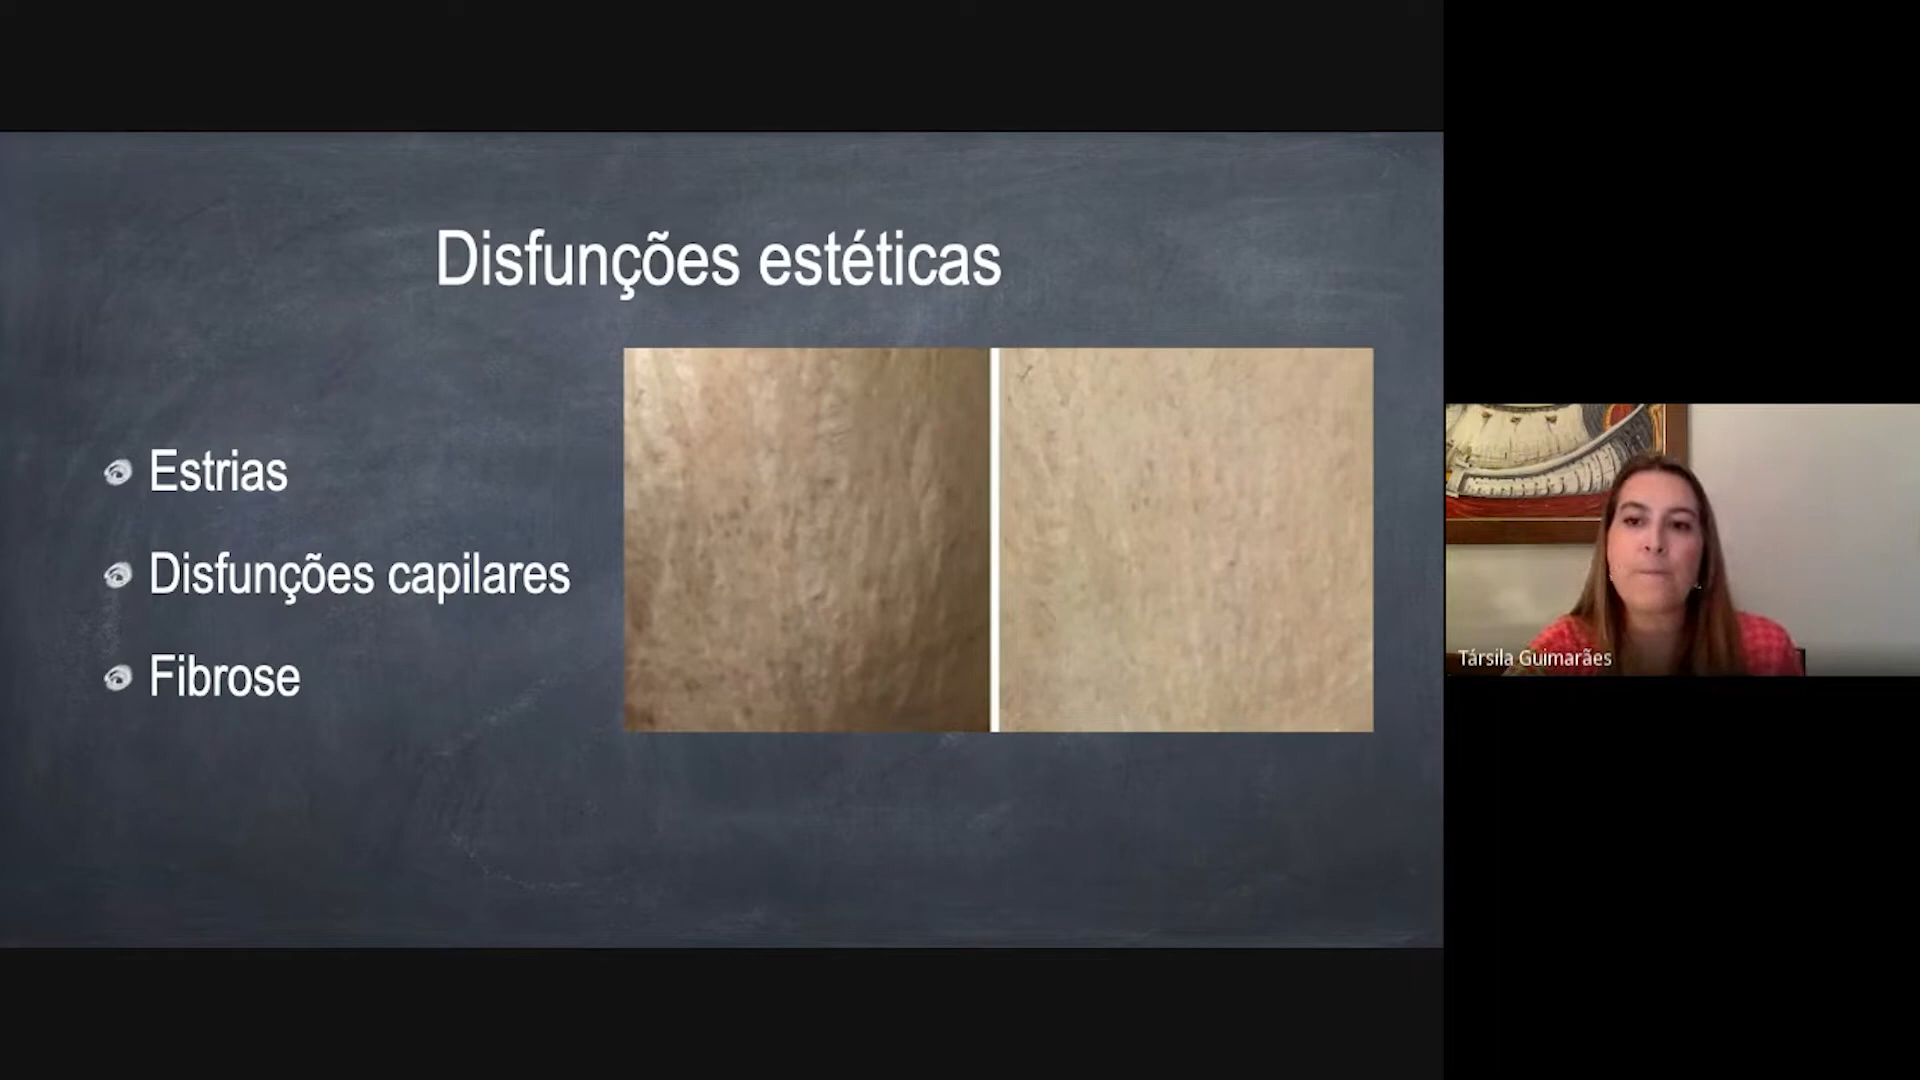 Disfunções estéticas
Estrias
Disfunções capilares
Fibrose
Társila Guimarães